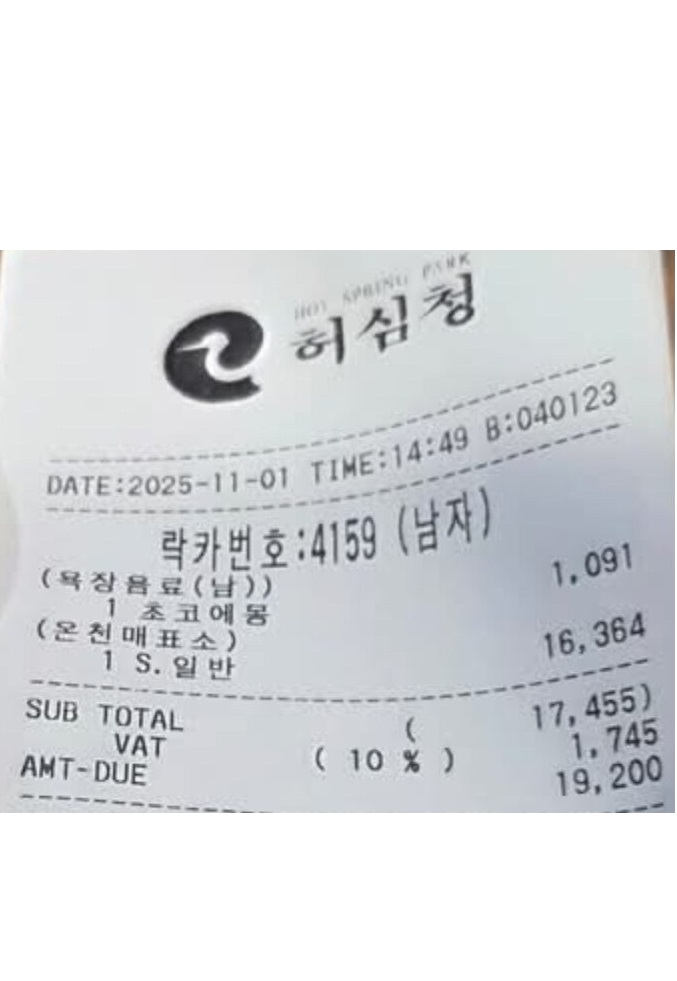 HOT SPRING PARK
허심청
DATE:2025-11-01 TIME:14:49 B:040123
락카번호:4159 (남자)
(욕장음료(남))
1 초코에몽 1,091
(온천매표소)
1 S.일반 16,364
SUB TOTAL ( 17,455)
VAT ( 10 % ) 1,745
AMT-DUE 19,200